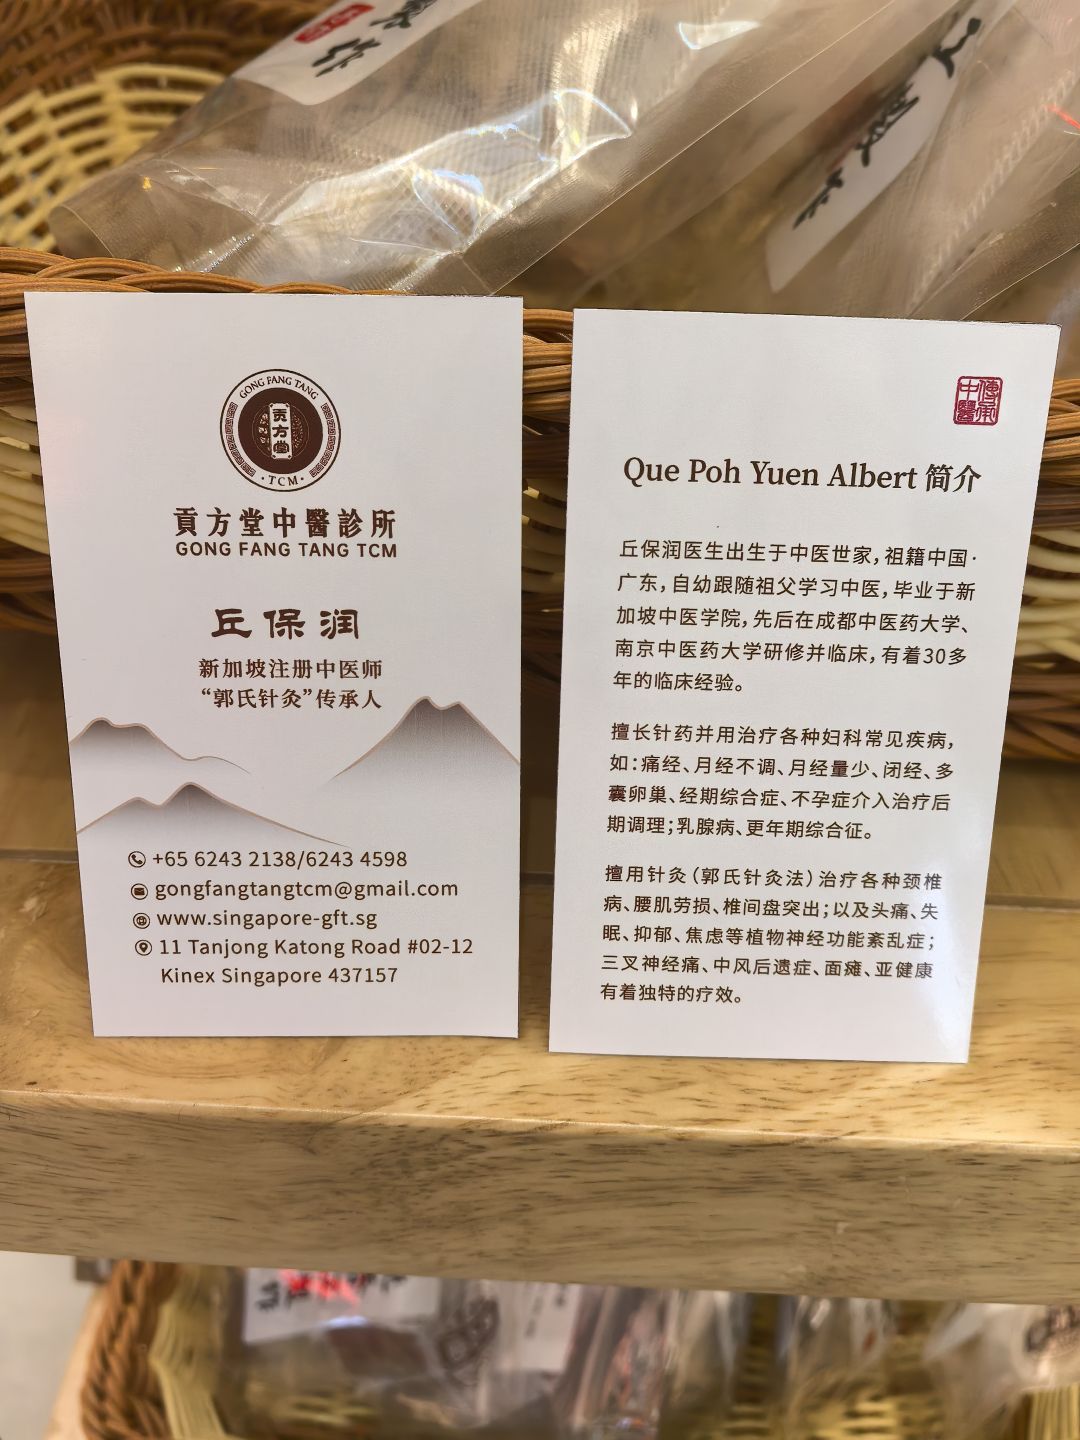 GONG FANG TANG
贡方堂
·TCM·
貢方堂中醫診所
GONG FANG TANG TCM
丘保润
新加坡注册中医师
“郭氏针灸”传承人
+65 6243 2138/6243 4598
gongfangtangtcm@gmail.com
www.singapore-gft.sg
11 Tanjong Katong Road #02-12
Kinex Singapore 437157
傳承
中醫
Que Poh Yuen Albert 简介
丘保润医生出生于中医世家，祖籍中国·
广东，自幼跟随祖父学习中医，毕业于新
加坡中医学院，先后在成都中医药大学、
南京中医药大学研修并临床，有着30多
年的临床经验。
擅长针药并用治疗各种妇科常见疾病，
如：痛经、月经不调、月经量少、闭经、多
囊卵巢、经期综合症、不孕症介入治疗后
期调理；乳腺病、更年期综合征。
擅用针灸（郭氏针灸法）治疗各种颈椎
病、腰肌劳损、椎间盘突出；以及头痛、失
眠、抑郁、焦虑等植物神经功能紊乱症；
三叉神经痛、中风后遗症、面瘫、亚健康
有着独特的疗效。